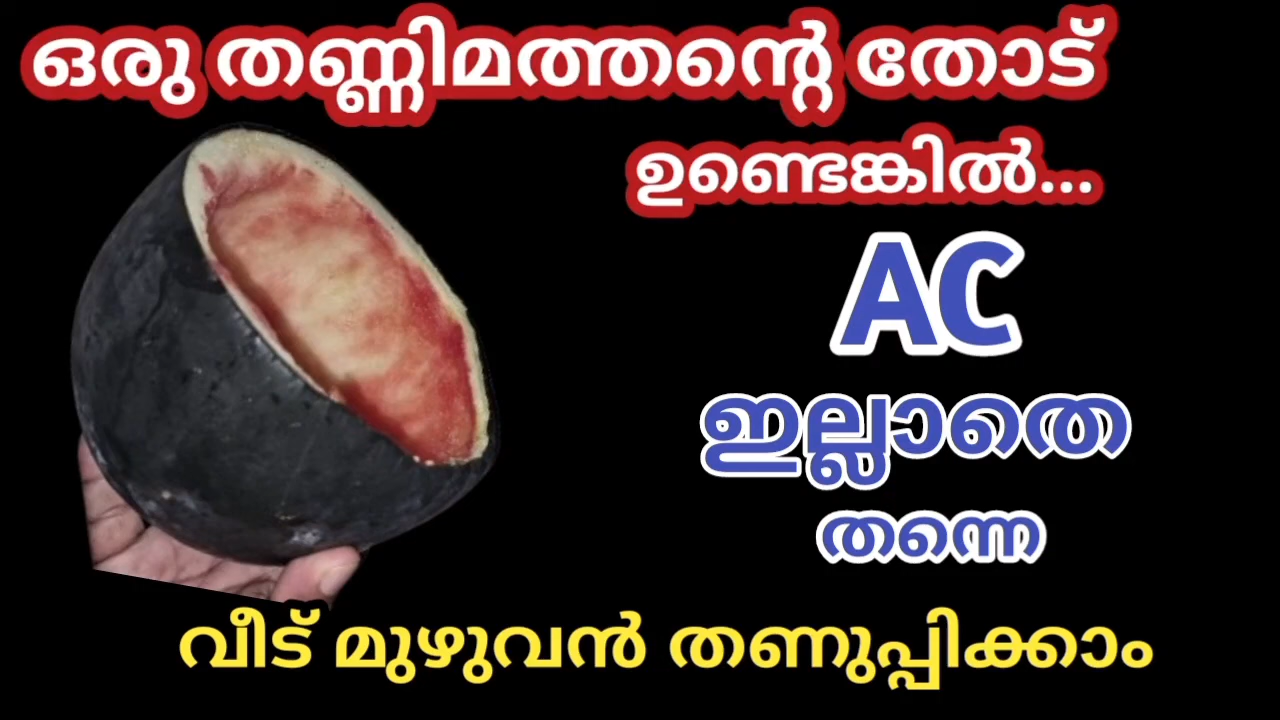 ഒരു തണ്ണിമത്തന്റെ തോട്
ഉണ്ടെങ്കിൽ...
AC
ഇല്ലാതെ
തന്നെ
വീട് മുഴുവൻ തണുപ്പിക്കാം